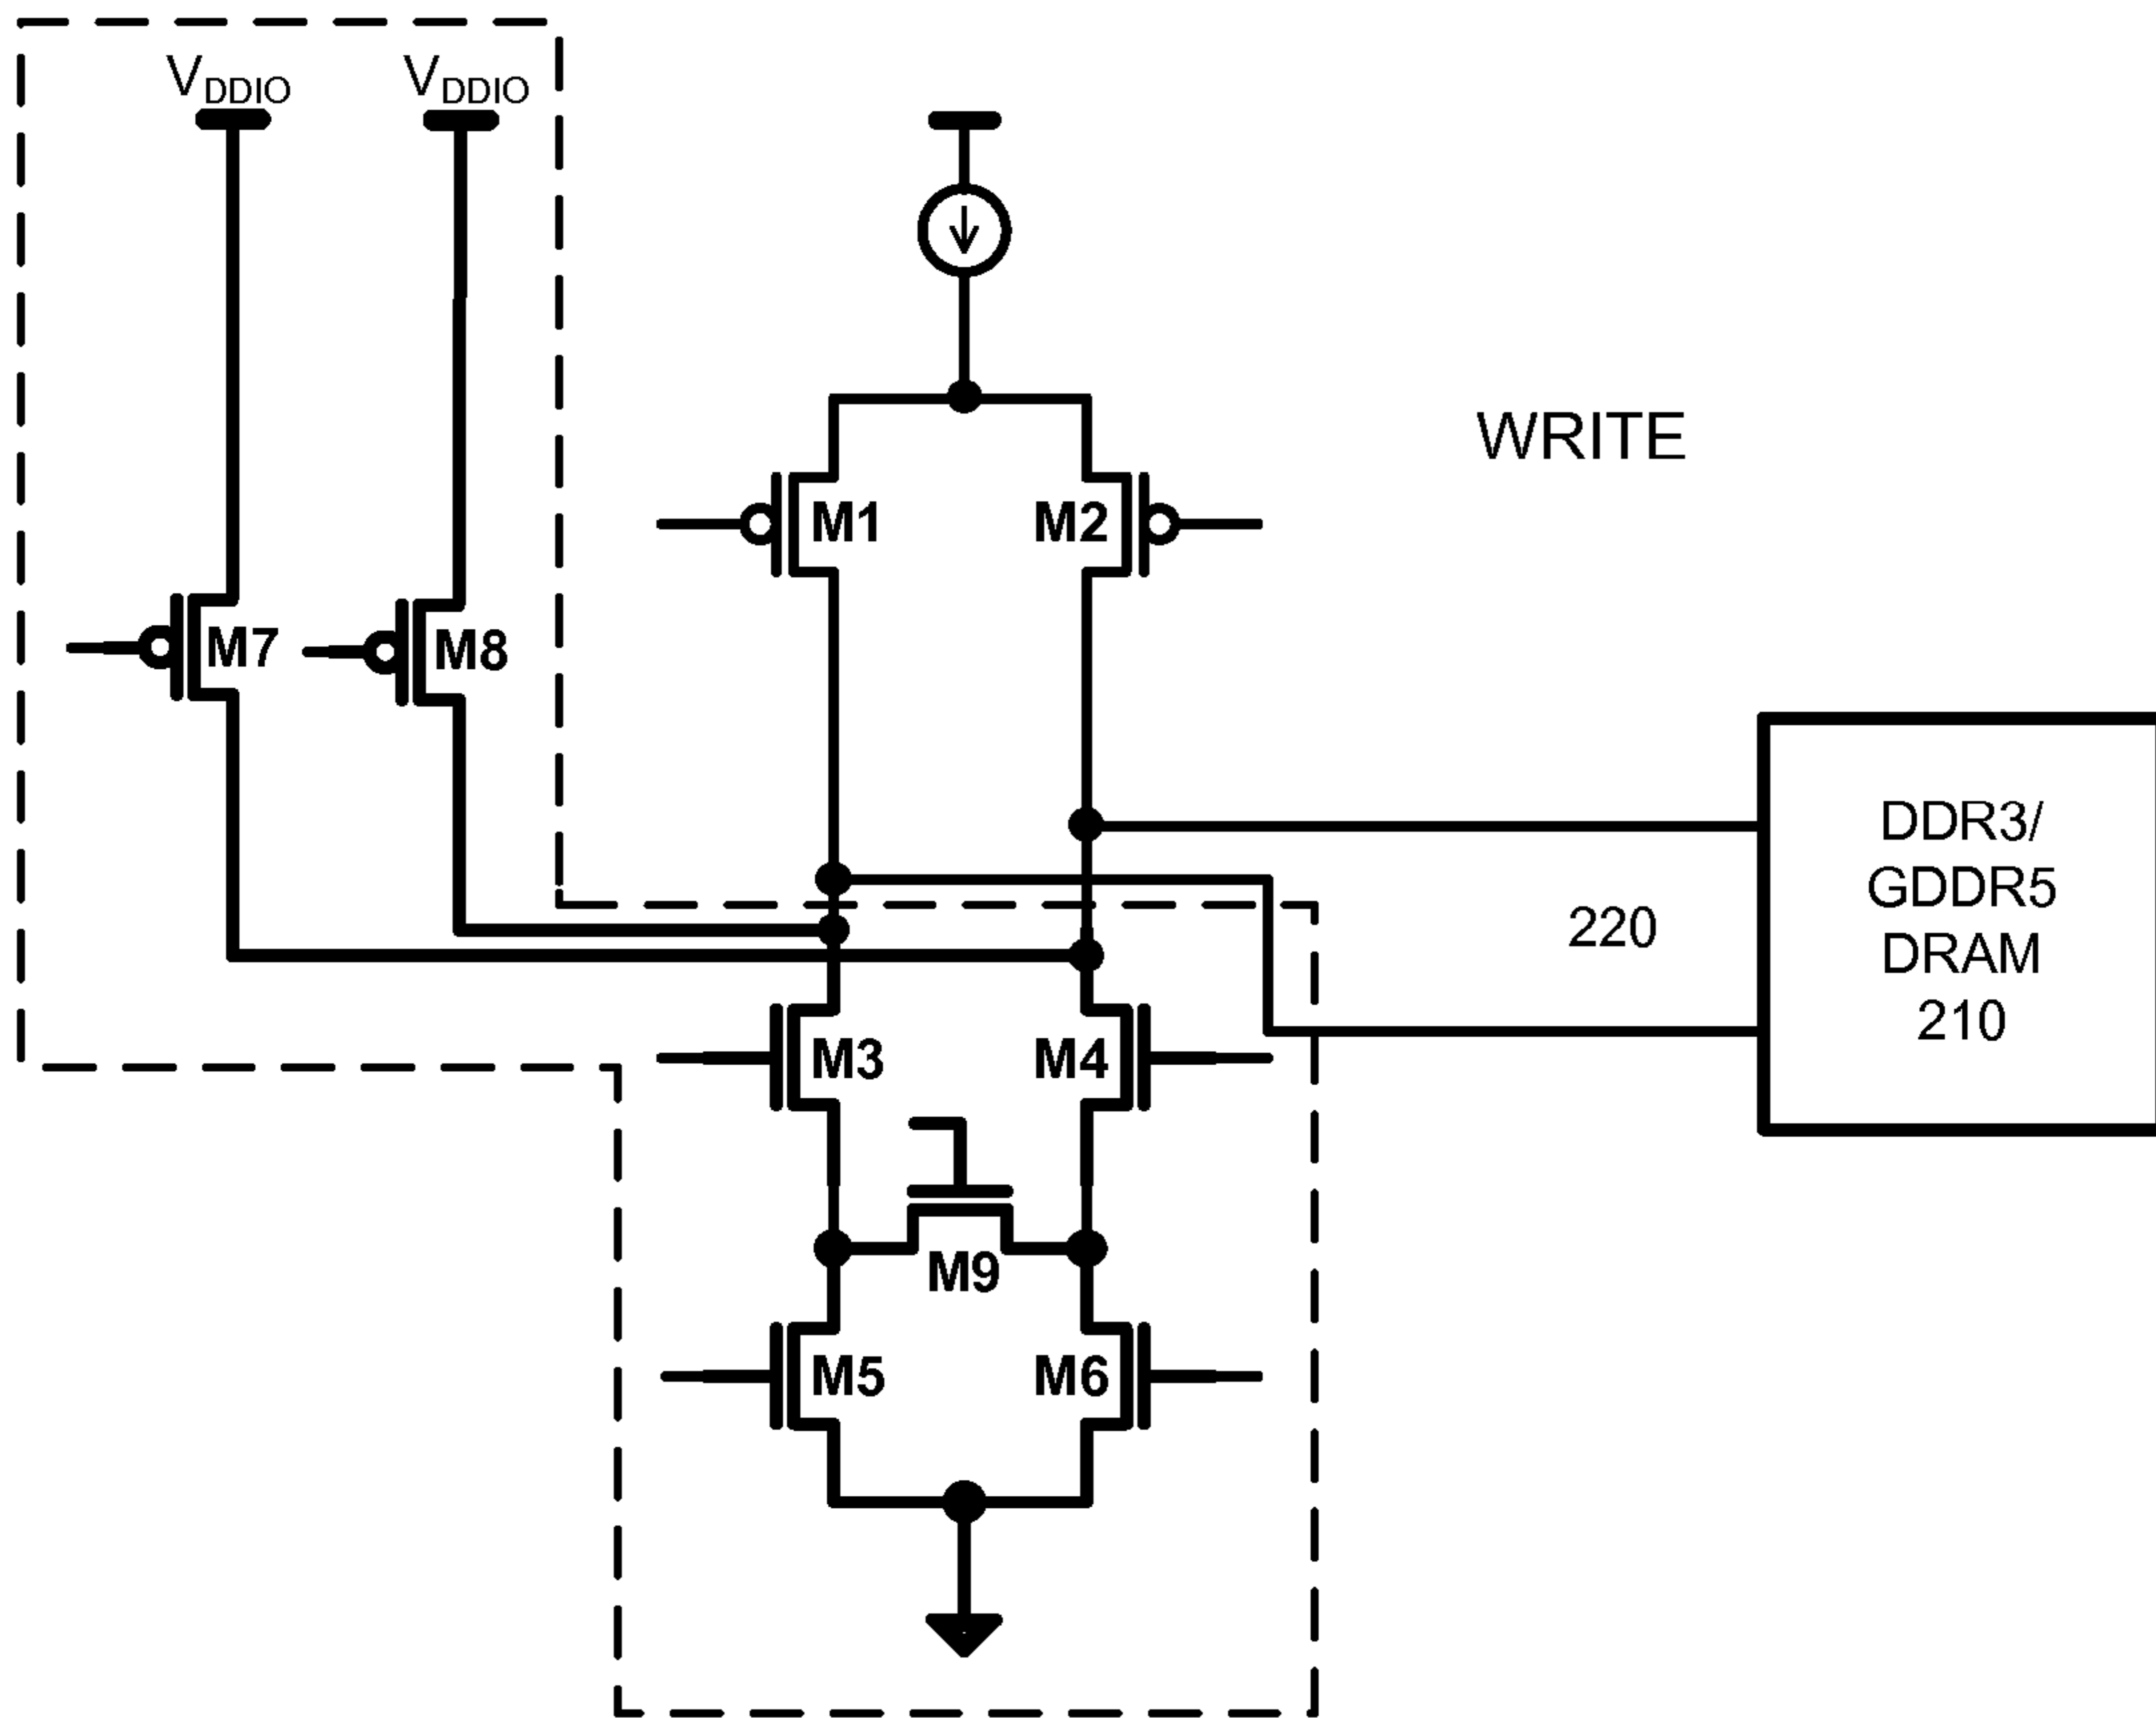 VDDIO VDDIO
WRITE
M1 M2
M7 M8
DDR3/
GDDR5
DRAM
210
220
M3 M4
M9
M5 M6